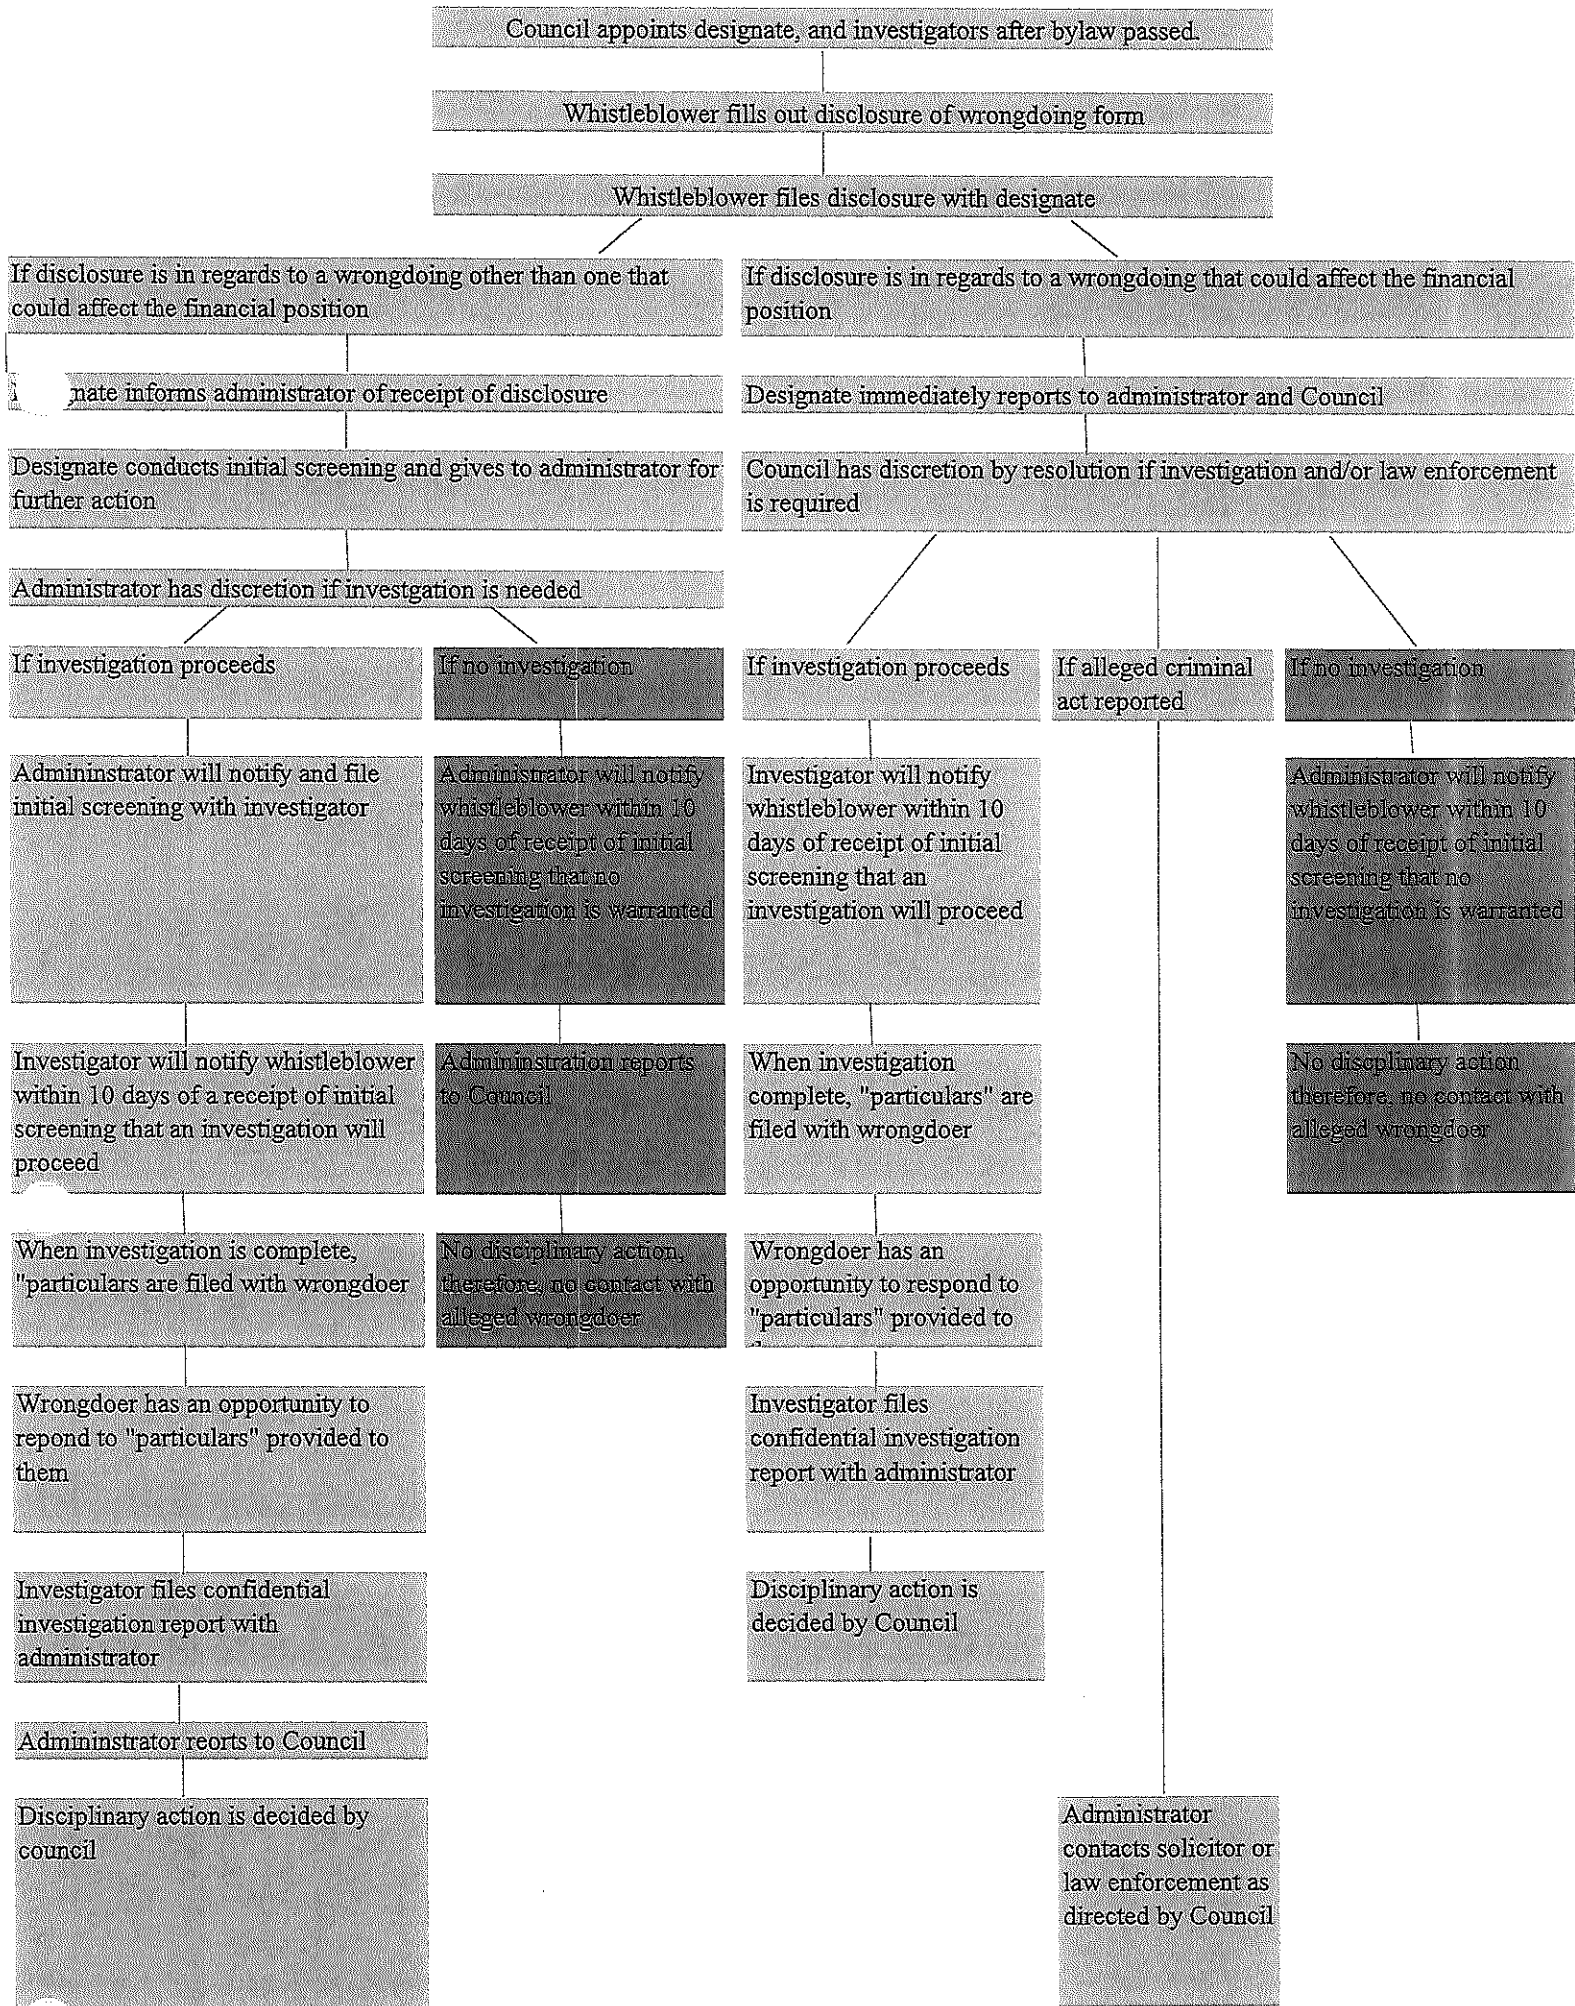 Council appoints designate, and investigators after bylaw passed.
Whistleblower fills out disclosure of wrongdoing form
Whistleblower files disclosure with designate
If disclosure is in regards to a wrongdoing other than one that
could affect the financial position
If disclosure is in regards to a wrongdoing that could affect the financial
position
nate informs administrator of receipt of disclosure
Designate immediately reports to administrator and Council
Designate conducts initial screening and gives to administrator for
further action
Council has discretion by resolution if investigation and/or law enforcement
is required
Administrator has discretion if investgation is needed
If investigation proceeds
If no investigation
If investigation proceeds
If alleged criminal
act reported
If no investigation
Admininstrator will notify and file
initial screening with investigator
Administrator will notify
whistleblower within 10
days of receipt of initial
screening that no
investigation is warranted
Investigator will notify
whistleblower within 10
days of receipt of initial
screening that an
investigation will proceed
Administrator will notify
whistleblower within 10
days of receipt of initial
screening that no
investigation is warranted
Investigator will notify whistleblower
within 10 days of a receipt of initial
screening that an investigation will
proceed
Admininstration reports
to Council
When investigation
complete, "particulars" are
filed with wrongdoer
No discplinary action
therefore, no contact with
alleged wrongdoer
When investigation is complete,
"particulars are filed with wrongdoer
No disciplinary action,
therefore, no contact with
alleged wrongdoer
Wrongdoer has an
opportunity to respond to
"particulars" provided to
Wrongdoer has an opportunity to
repond to "particulars" provided to
them
Investigator files
confidential investigation
report with administrator
Investigator files confidential
investigation report with
administrator
Disciplinary action is
decided by Council
Admininstrator reorts to Council
Disciplinary action is decided by
council
Administrator
contacts solicitor or
law enforcement as
directed by Council